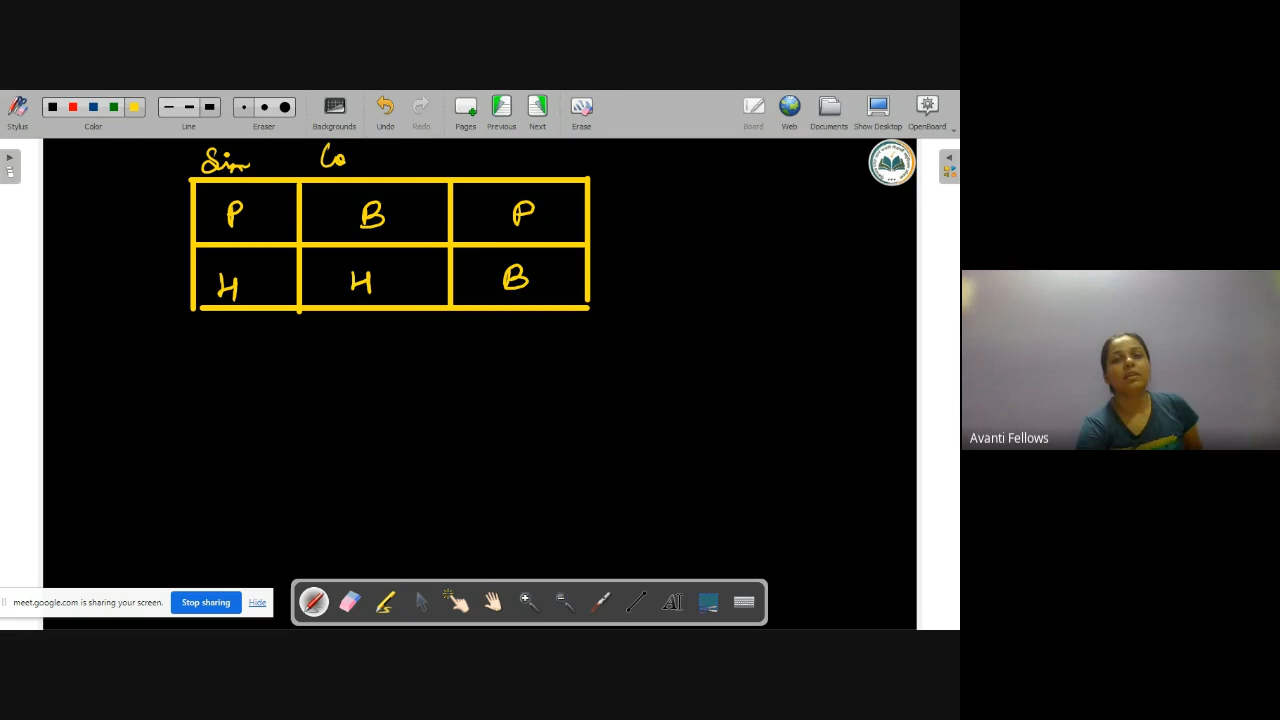 Stylus Color Line Eraser Backgrounds Undo Redo Pages Previous Next Erase Board Web Documents Show Desktop OpenBoard
Sin Co
P B P
H H B
Avanti Fellows
meet.google.com is sharing your screen. Stop sharing Hide
AI